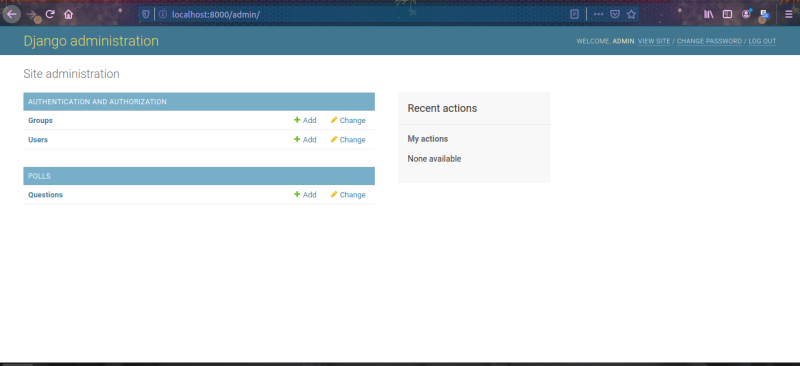 localhost:8000/admin/
Django administration
WELCOME, ADMIN. VIEW SITE / CHANGE PASSWORD / LOG OUT
Site administration
AUTHENTICATION AND AUTHORIZATION
Groups Add Change
Users Add Change
POLLS
Questions Add Change
Recent actions
My actions
None available